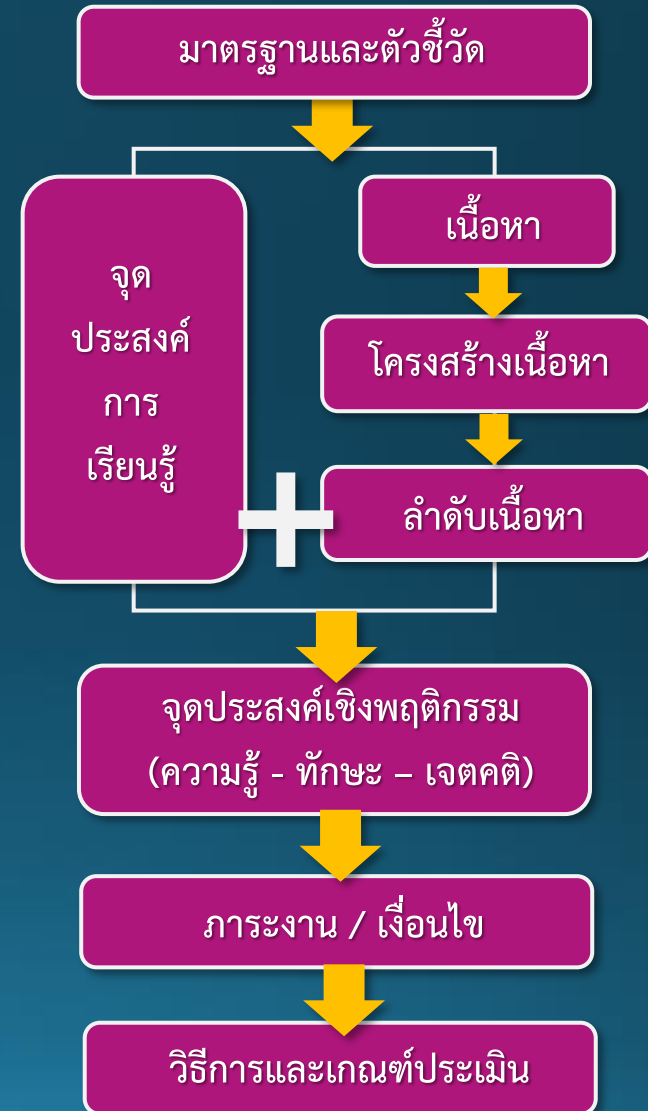 มาตรฐานและตัวชี้วัด
จุด
ประสงค์
การ
เรียนรู้
เนื้อหา
โครงสร้างเนื้อหา
ลำดับเนื้อหา
จุดประสงค์เชิงพฤติกรรม
(ความรู้ - ทักษะ – เจตคติ)
ภาระงาน / เงื่อนไข
วิธีการและเกณฑ์ประเมิน